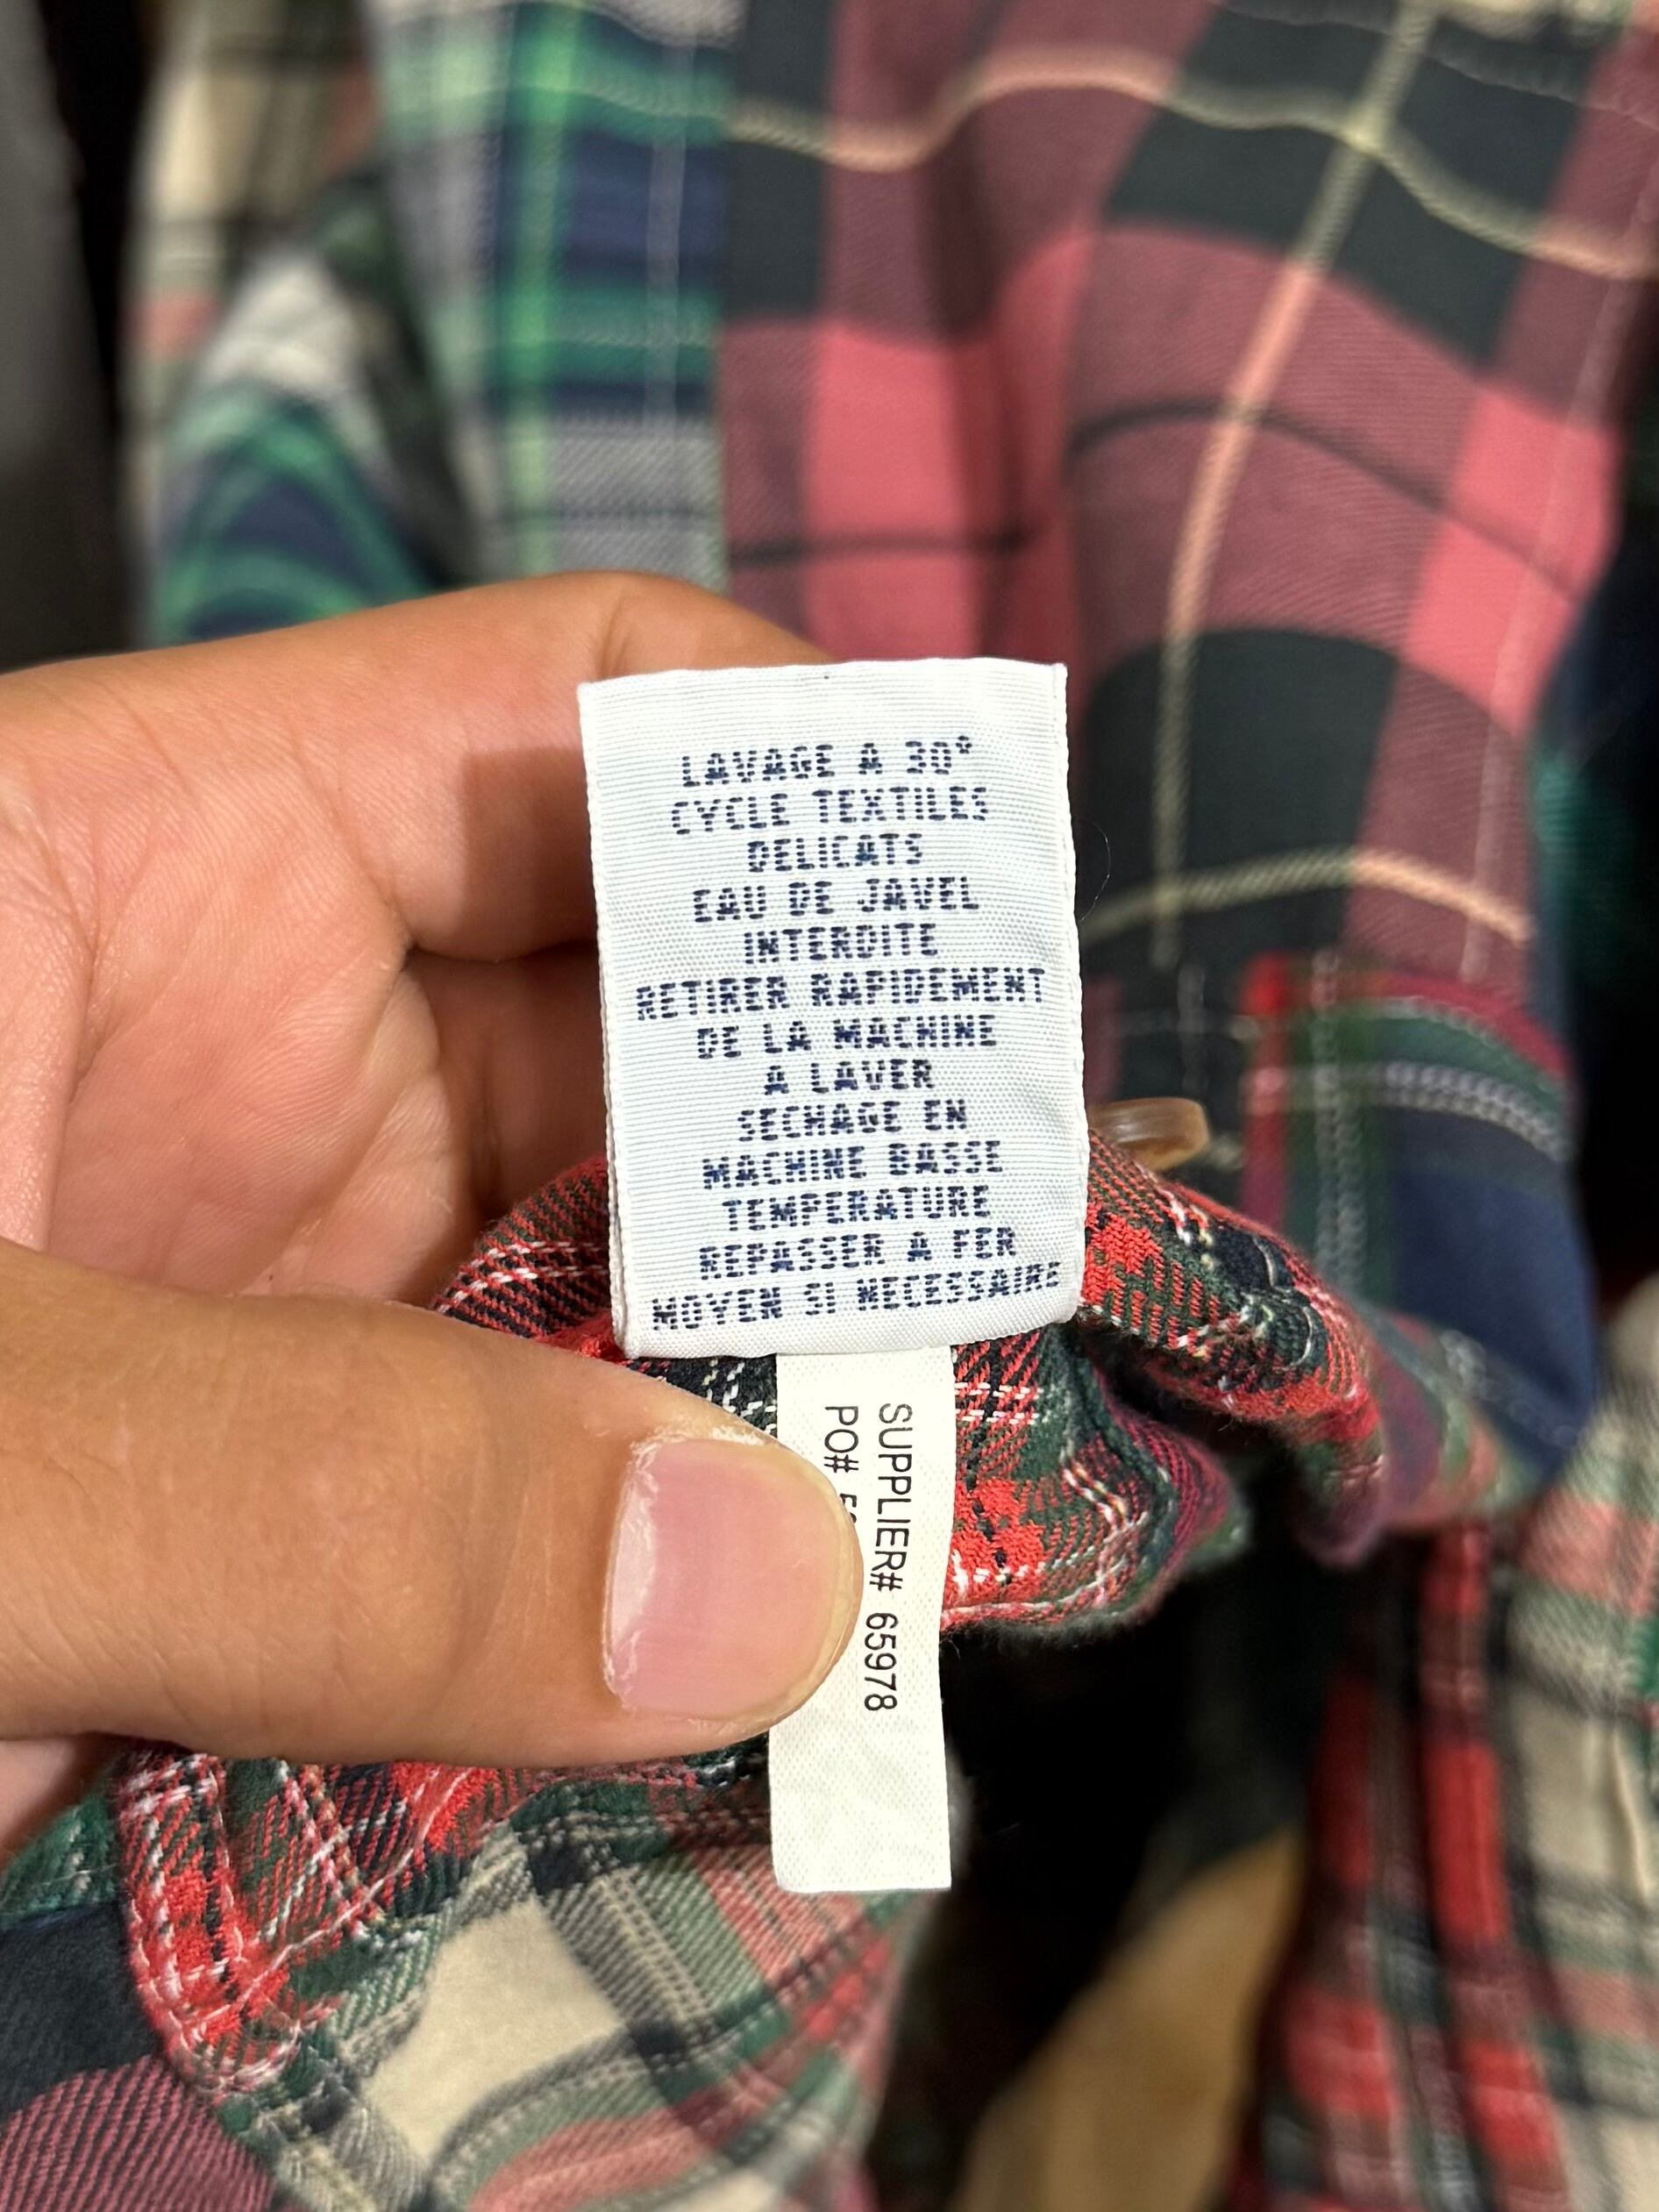 LAVAGE A 30°
CYCLE TEXTILES
DELICATS
EAU DE JAVEL
INTERDITE
RETIRER RAPIDEMENT
DE LA MACHINE
A LAVER
SECHAGE EN
MACHINE BASSE
TEMPERATURE
REPASSER A FER
MOYEN SI NECESSAIRE
SUPPLIER# 65978
PO#